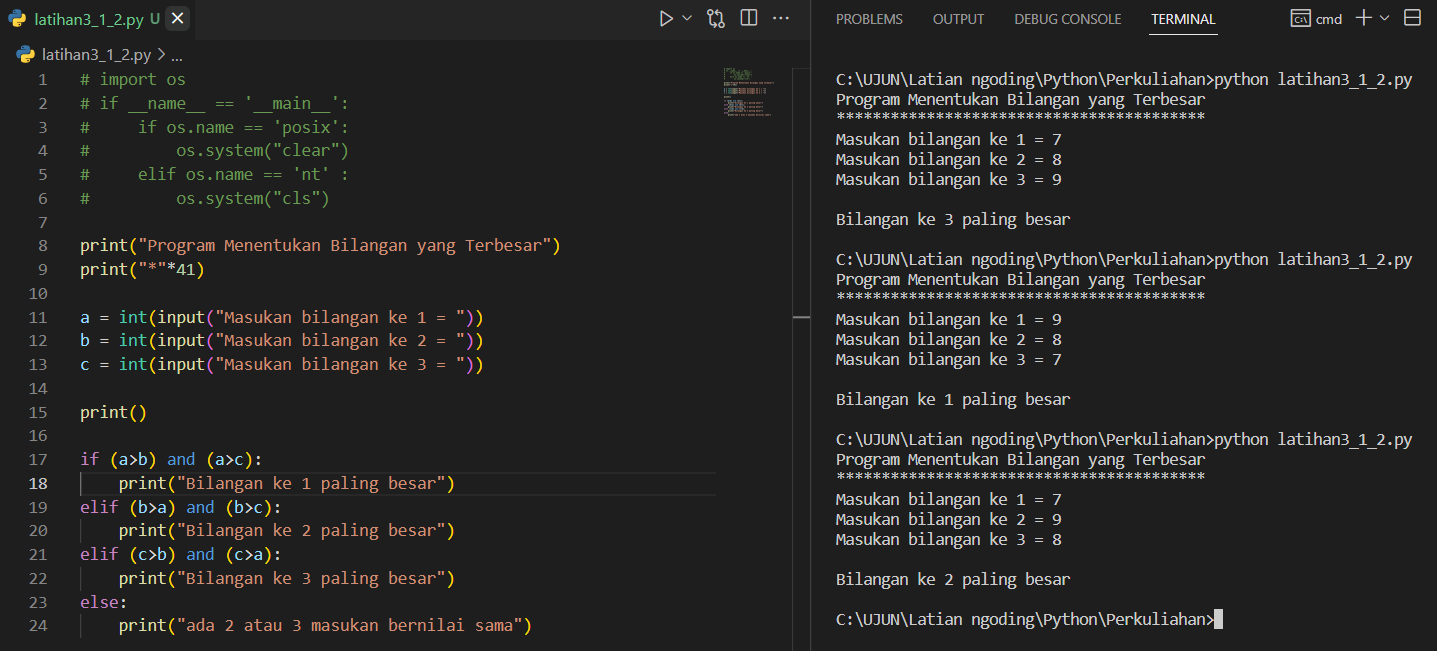 latihan3_1_2.py U
latihan3_1_2.py > ...
1 # import os
2 # if __name__ == '__main__':
3 #     if os.name == 'posix':
4 #         os.system("clear")
5 #     elif os.name == 'nt' :
6 #         os.system("cls")
7
8 print("Program Menentukan Bilangan yang Terbesar")
9 print("*"*41)
10
11 a = int(input("Masukan bilangan ke 1 = "))
12 b = int(input("Masukan bilangan ke 2 = "))
13 c = int(input("Masukan bilangan ke 3 = "))
14
15 print()
16
17 if (a>b) and (a>c):
18     print("Bilangan ke 1 paling besar")
19 elif (b>a) and (b>c):
20     print("Bilangan ke 2 paling besar")
21 elif (c>b) and (c>a):
22     print("Bilangan ke 3 paling besar")
23 else:
24     print("ada 2 atau 3 masukan bernilai sama")
PROBLEMS OUTPUT DEBUG CONSOLE TERMINAL cmd
C:\UJUN\Latian ngoding\Python\Perkuliahan>python latihan3_1_2.py
Program Menentukan Bilangan yang Terbesar
*****************************************
Masukan bilangan ke 1 = 7
Masukan bilangan ke 2 = 8
Masukan bilangan ke 3 = 9
Bilangan ke 3 paling besar
C:\UJUN\Latian ngoding\Python\Perkuliahan>python latihan3_1_2.py
Program Menentukan Bilangan yang Terbesar
*****************************************
Masukan bilangan ke 1 = 9
Masukan bilangan ke 2 = 8
Masukan bilangan ke 3 = 7
Bilangan ke 1 paling besar
C:\UJUN\Latian ngoding\Python\Perkuliahan>python latihan3_1_2.py
Program Menentukan Bilangan yang Terbesar
*****************************************
Masukan bilangan ke 1 = 7
Masukan bilangan ke 2 = 9
Masukan bilangan ke 3 = 8
Bilangan ke 2 paling besar
C:\UJUN\Latian ngoding\Python\Perkuliahan>